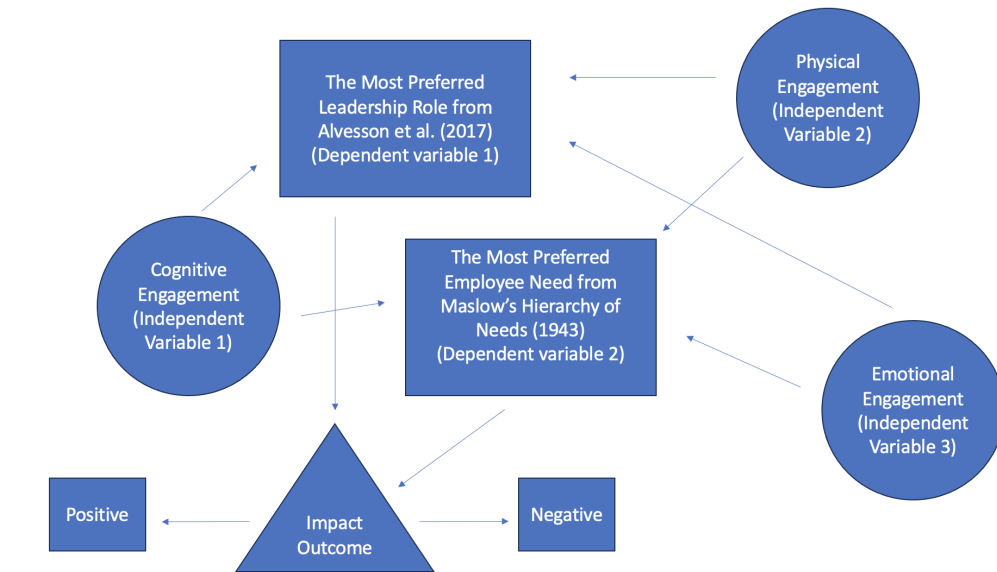 The Most Preferred
Leadership Role from
Alvesson et al. (2017)
(Dependent variable 1)
Physical
Engagement
(Independent
Variable 2)
Cognitive
Engagement
(Independent
Variable 1)
The Most Preferred
Employee Need from
Maslow’s Hierarchy of
Needs (1943)
(Dependent variable 2)
Emotional
Engagement
(Independent
Variable 3)
Positive
Impact
Outcome
Negative